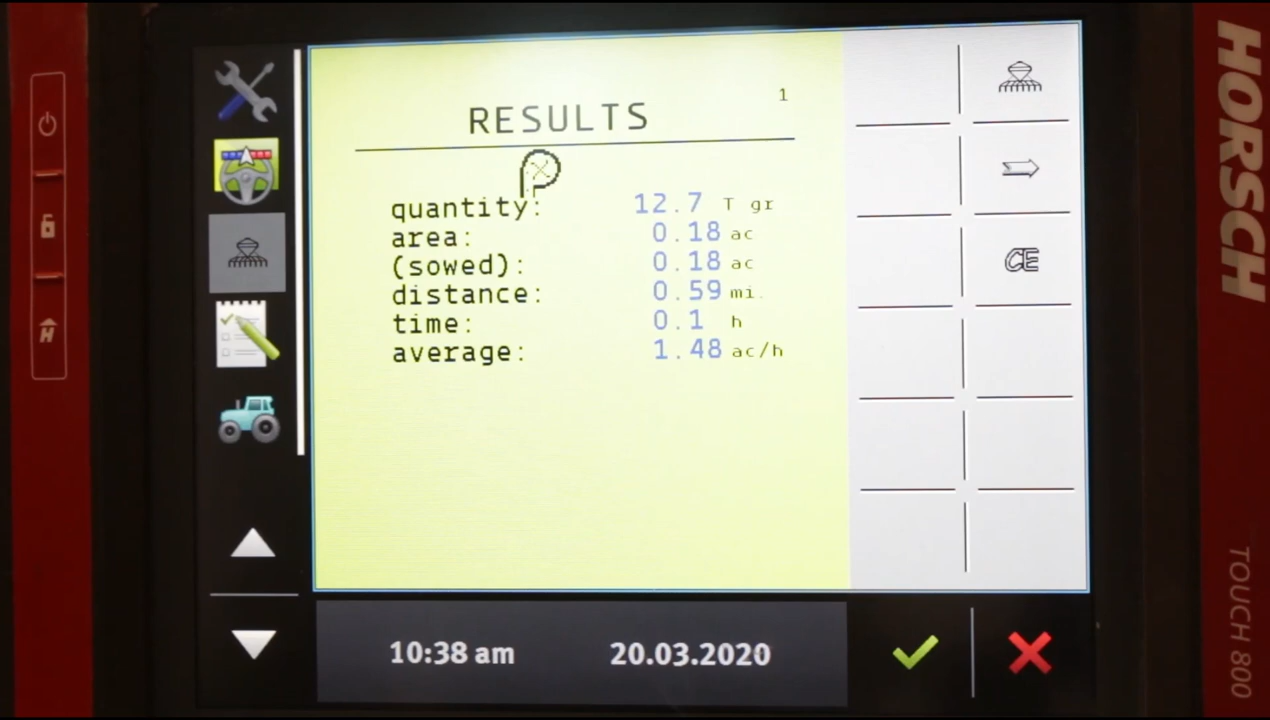 RESULTS
1
quantity: 12.7 T gr
area: 0.18 ac
(sowed): 0.18 ac
distance: 0.59 mi.
time: 0.1 h
average: 1.48 ac/h
CE
10:38 am 20.03.2020
H
HORSCH
TOUCH 800